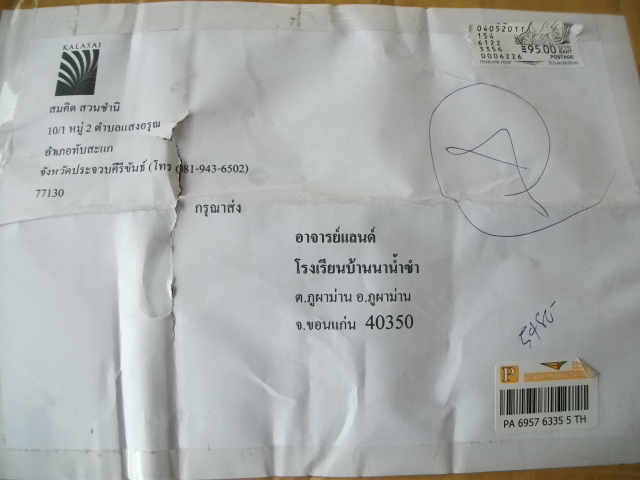 KALASAI
สมคิด สวนชำนิ
10/1 หมู่ 2 ตำบลแสงอรุณ
อำเภอทับสะแก
จังหวัดประจวบคีรีขันธ์ (โทร 081-943-6502)
77130
04052011
154
6122
3356
0006226
95.00
POSTAGE
กรุณาส่ง
อาจารย์แลนด์
โรงเรียนบ้านนาน้ำซำ
ต.ภูผาม่าน อ.ภูผาม่าน
จ.ขอนแก่น 40350
P
PA 6957 6335 5 TH